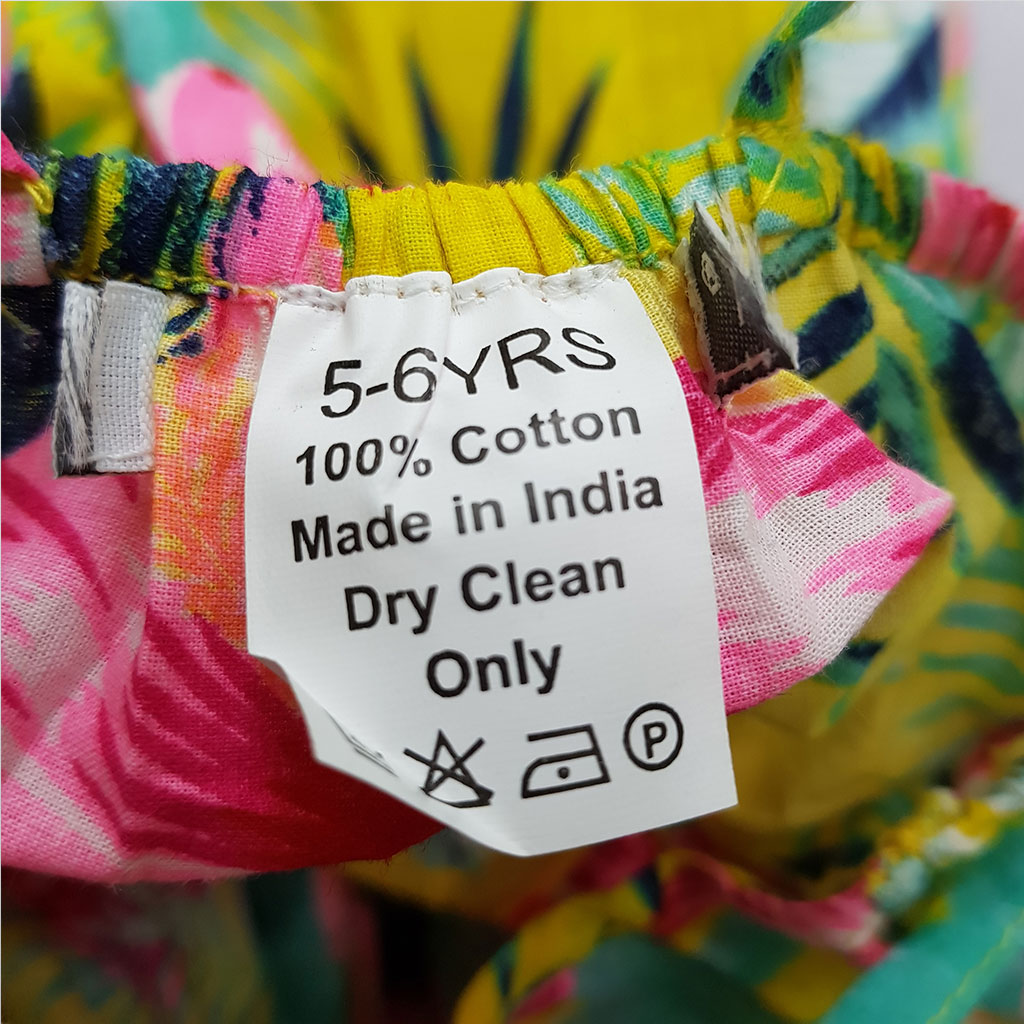 5-6YRS
100% Cotton
Made in India
Dry Clean
Only
P